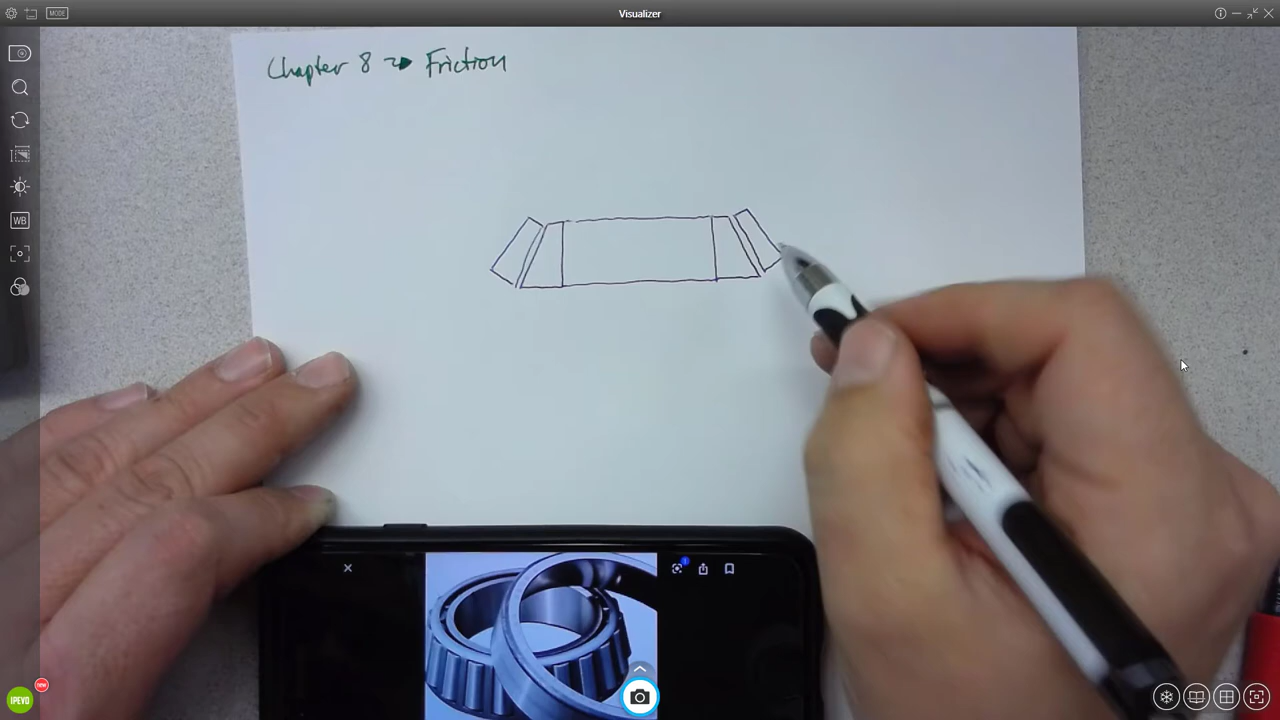 Visualizer
MODE
Chapter 8 → Friction
WB
new
IPEVO